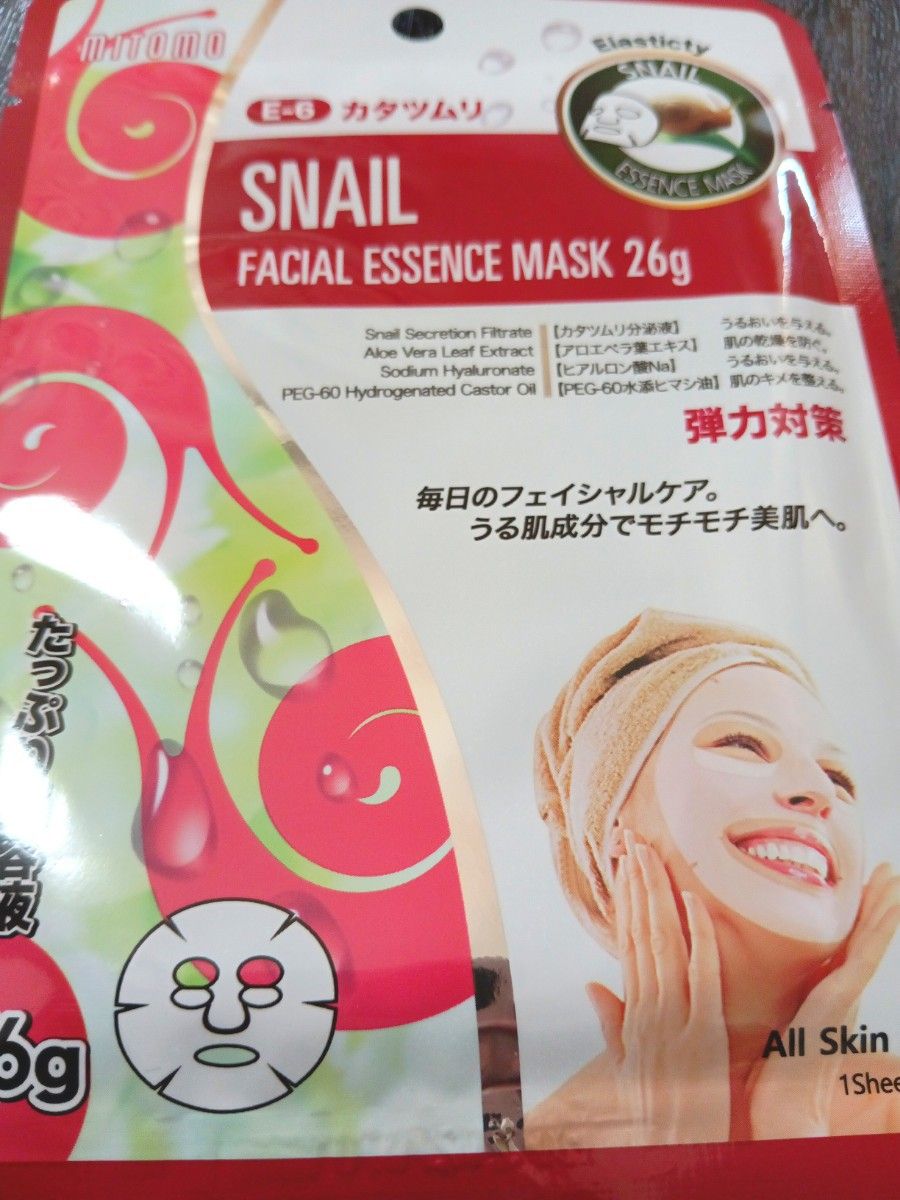 MITOMO
Elasticty
SNAIL
ESSENCE MASK
E-6 カタツムリ
SNAIL
FACIAL ESSENCE MASK 26g
Snail Secretion Filtrate 【カタツムリ分泌液】 うるおいを与える。
Aloe Vera Leaf Extract 【アロエベラ葉エキス】 肌の乾燥を防ぐ。
Sodium Hyaluronate 【ヒアルロン酸Na】 うるおいを与える。
PEG-60 Hydrogenated Castor Oil 【PEG-60水添ヒマシ油】 肌のキメを整える。
弾力対策
毎日のフェイシャルケア。
うる肌成分でモチモチ美肌へ。
たっぷり
容液
6g
All Skin
1Shee